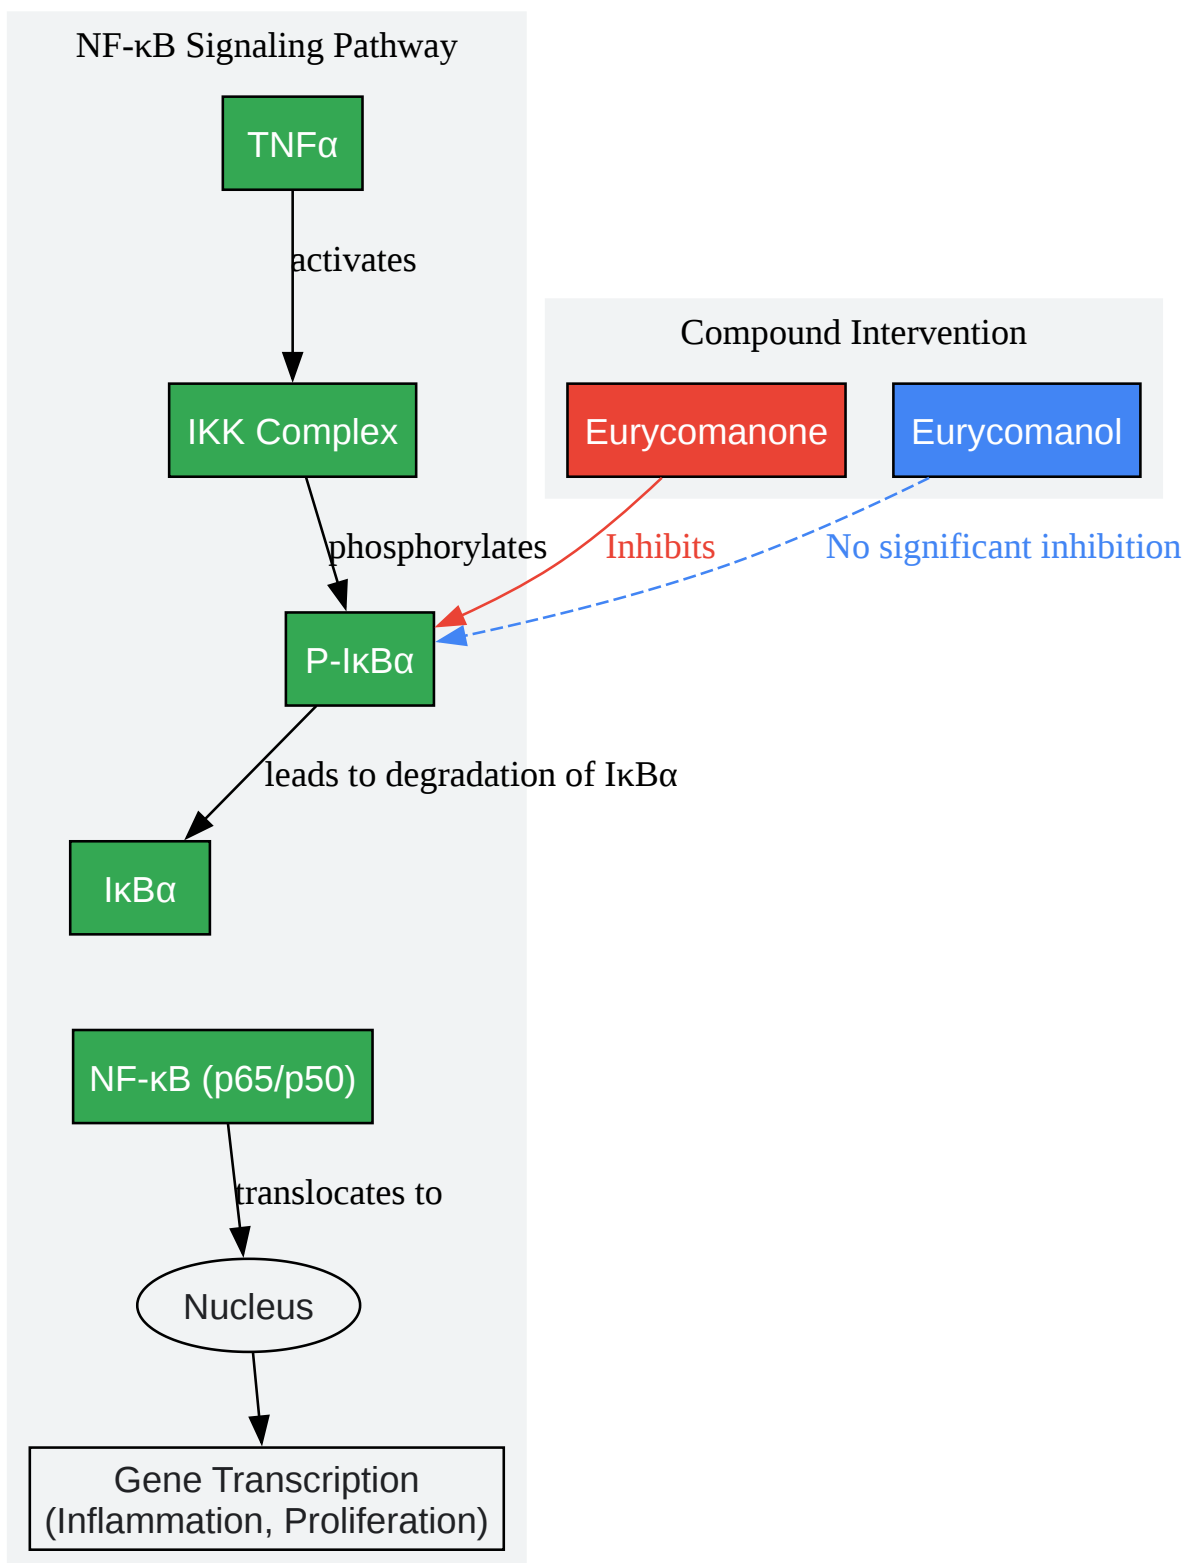 NF-κB Signaling Pathway
TNFα
activates
Compound Intervention
IKK Complex
Eurycomanone
Eurycomanol
phosphorylates
Inhibits
No significant inhibition
P-IκBα
leads to degradation of IκBα
IκBα
NF-κB (p65/p50)
translocates to
Nucleus
Gene Transcription
(Inflammation, Proliferation)